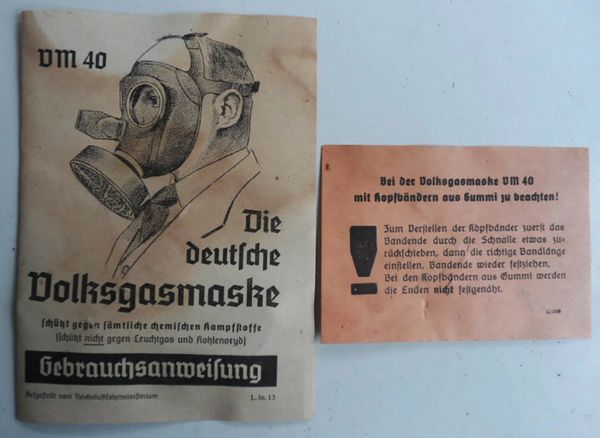 VM 40
Die
deutsche
Volksgasmaske
schützt gegen sämtliche chemischen Kampfstoffe
(schützt nicht gegen Leuchtgas und Kohlenoxyd)
Gebrauchsanweisung
Aufgestellt vom Reichsluftfahrtministerium L. In. 13
Bei der Volksgasmaske VM 40
mit Kopfbändern aus Gummi zu beachten!
Zum Verstellen der Kopfbänder zuerst das
Bandende durch die Schnalle etwas zu-
rückschieben, dann die richtige Bandlänge
einstellen, Bandende wieder festziehen.
Bei den Kopfbändern aus Gummi werden
die Enden nicht festgenäht.